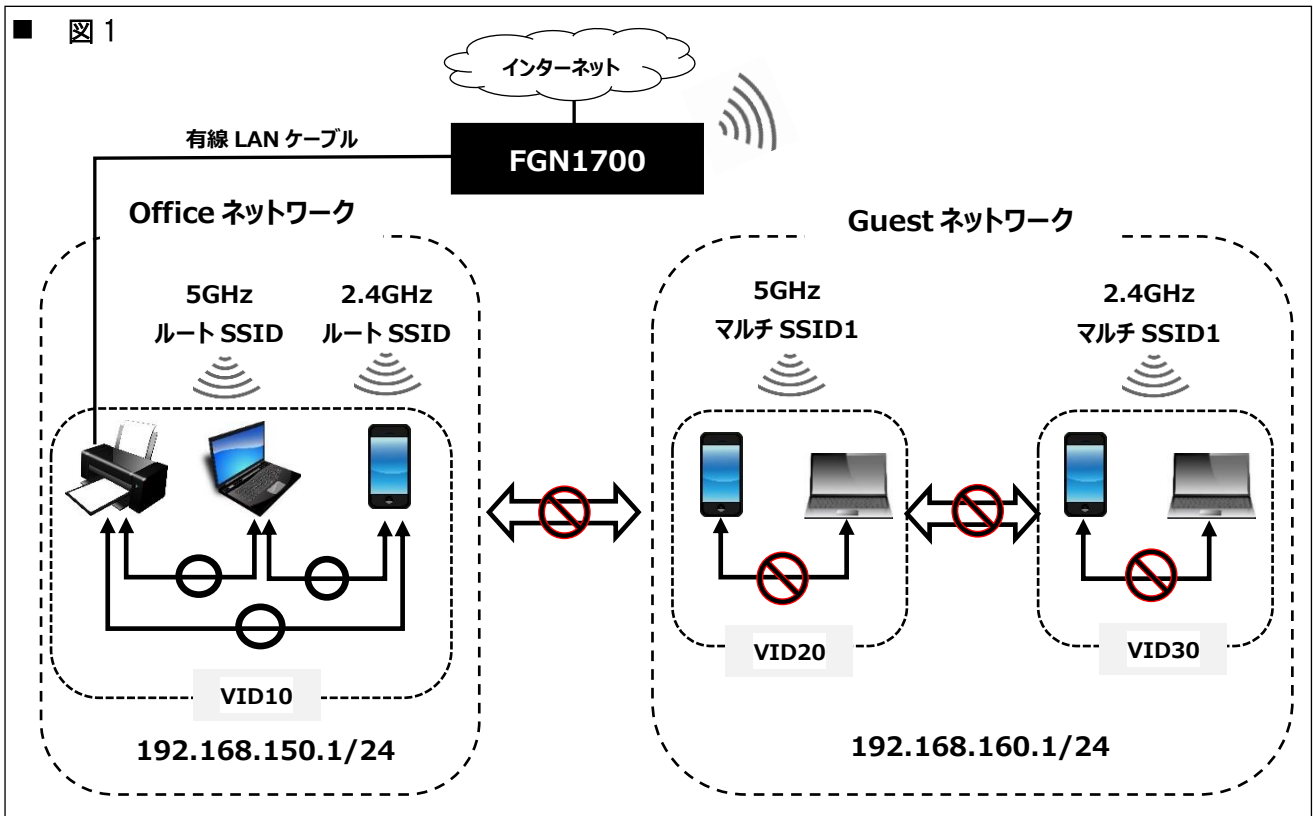 ■ 図 1
インターネット
有線 LAN ケーブル
FGN1700
Office ネットワーク
Guest ネットワーク
5GHz
ルート SSID
2.4GHz
ルート SSID
5GHz
マルチ SSID1
2.4GHz
マルチ SSID1
VID10
VID20
VID30
192.168.150.1/24
192.168.160.1/24